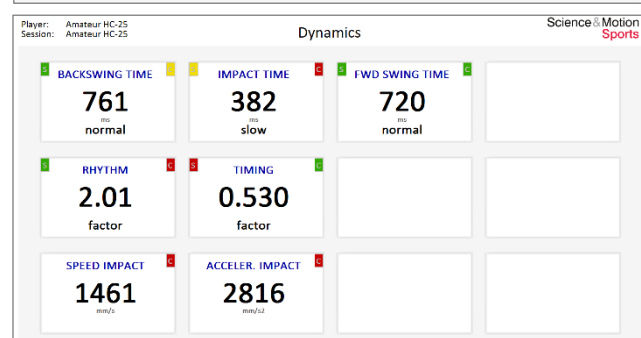 Player: Amateur HC-25
Session: Amateur HC-25
Dynamics
Science&Motion
Sports
S BACKSWING TIME
761
ms
normal
IMPACT TIME C
382
ms
slow
S FWD SWING TIME C
720
ms
normal
S RHYTHM C
2.01
factor
S TIMING C
0.530
factor
SPEED IMPACT C
1461
mm/s
ACCELER. IMPACT C
2816
mm/s2